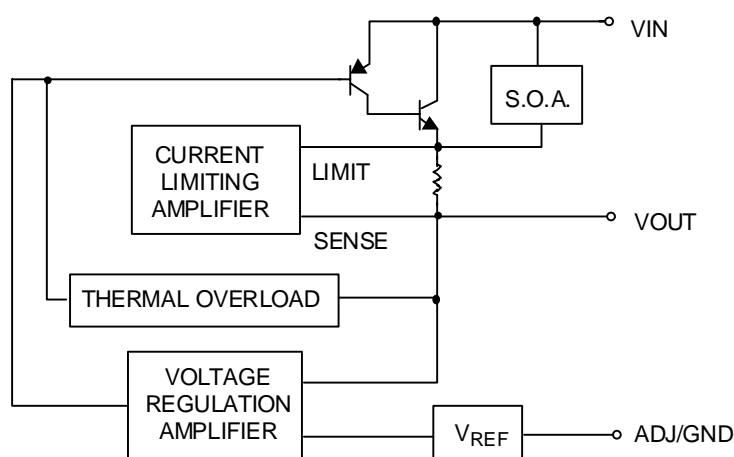 VIN
S.O.A.
CURRENT
LIMITING
AMPLIFIER
LIMIT
SENSE
VOUT
THERMAL OVERLOAD
VOLTAGE
REGULATION
AMPLIFIER
VREF
ADJ/GND